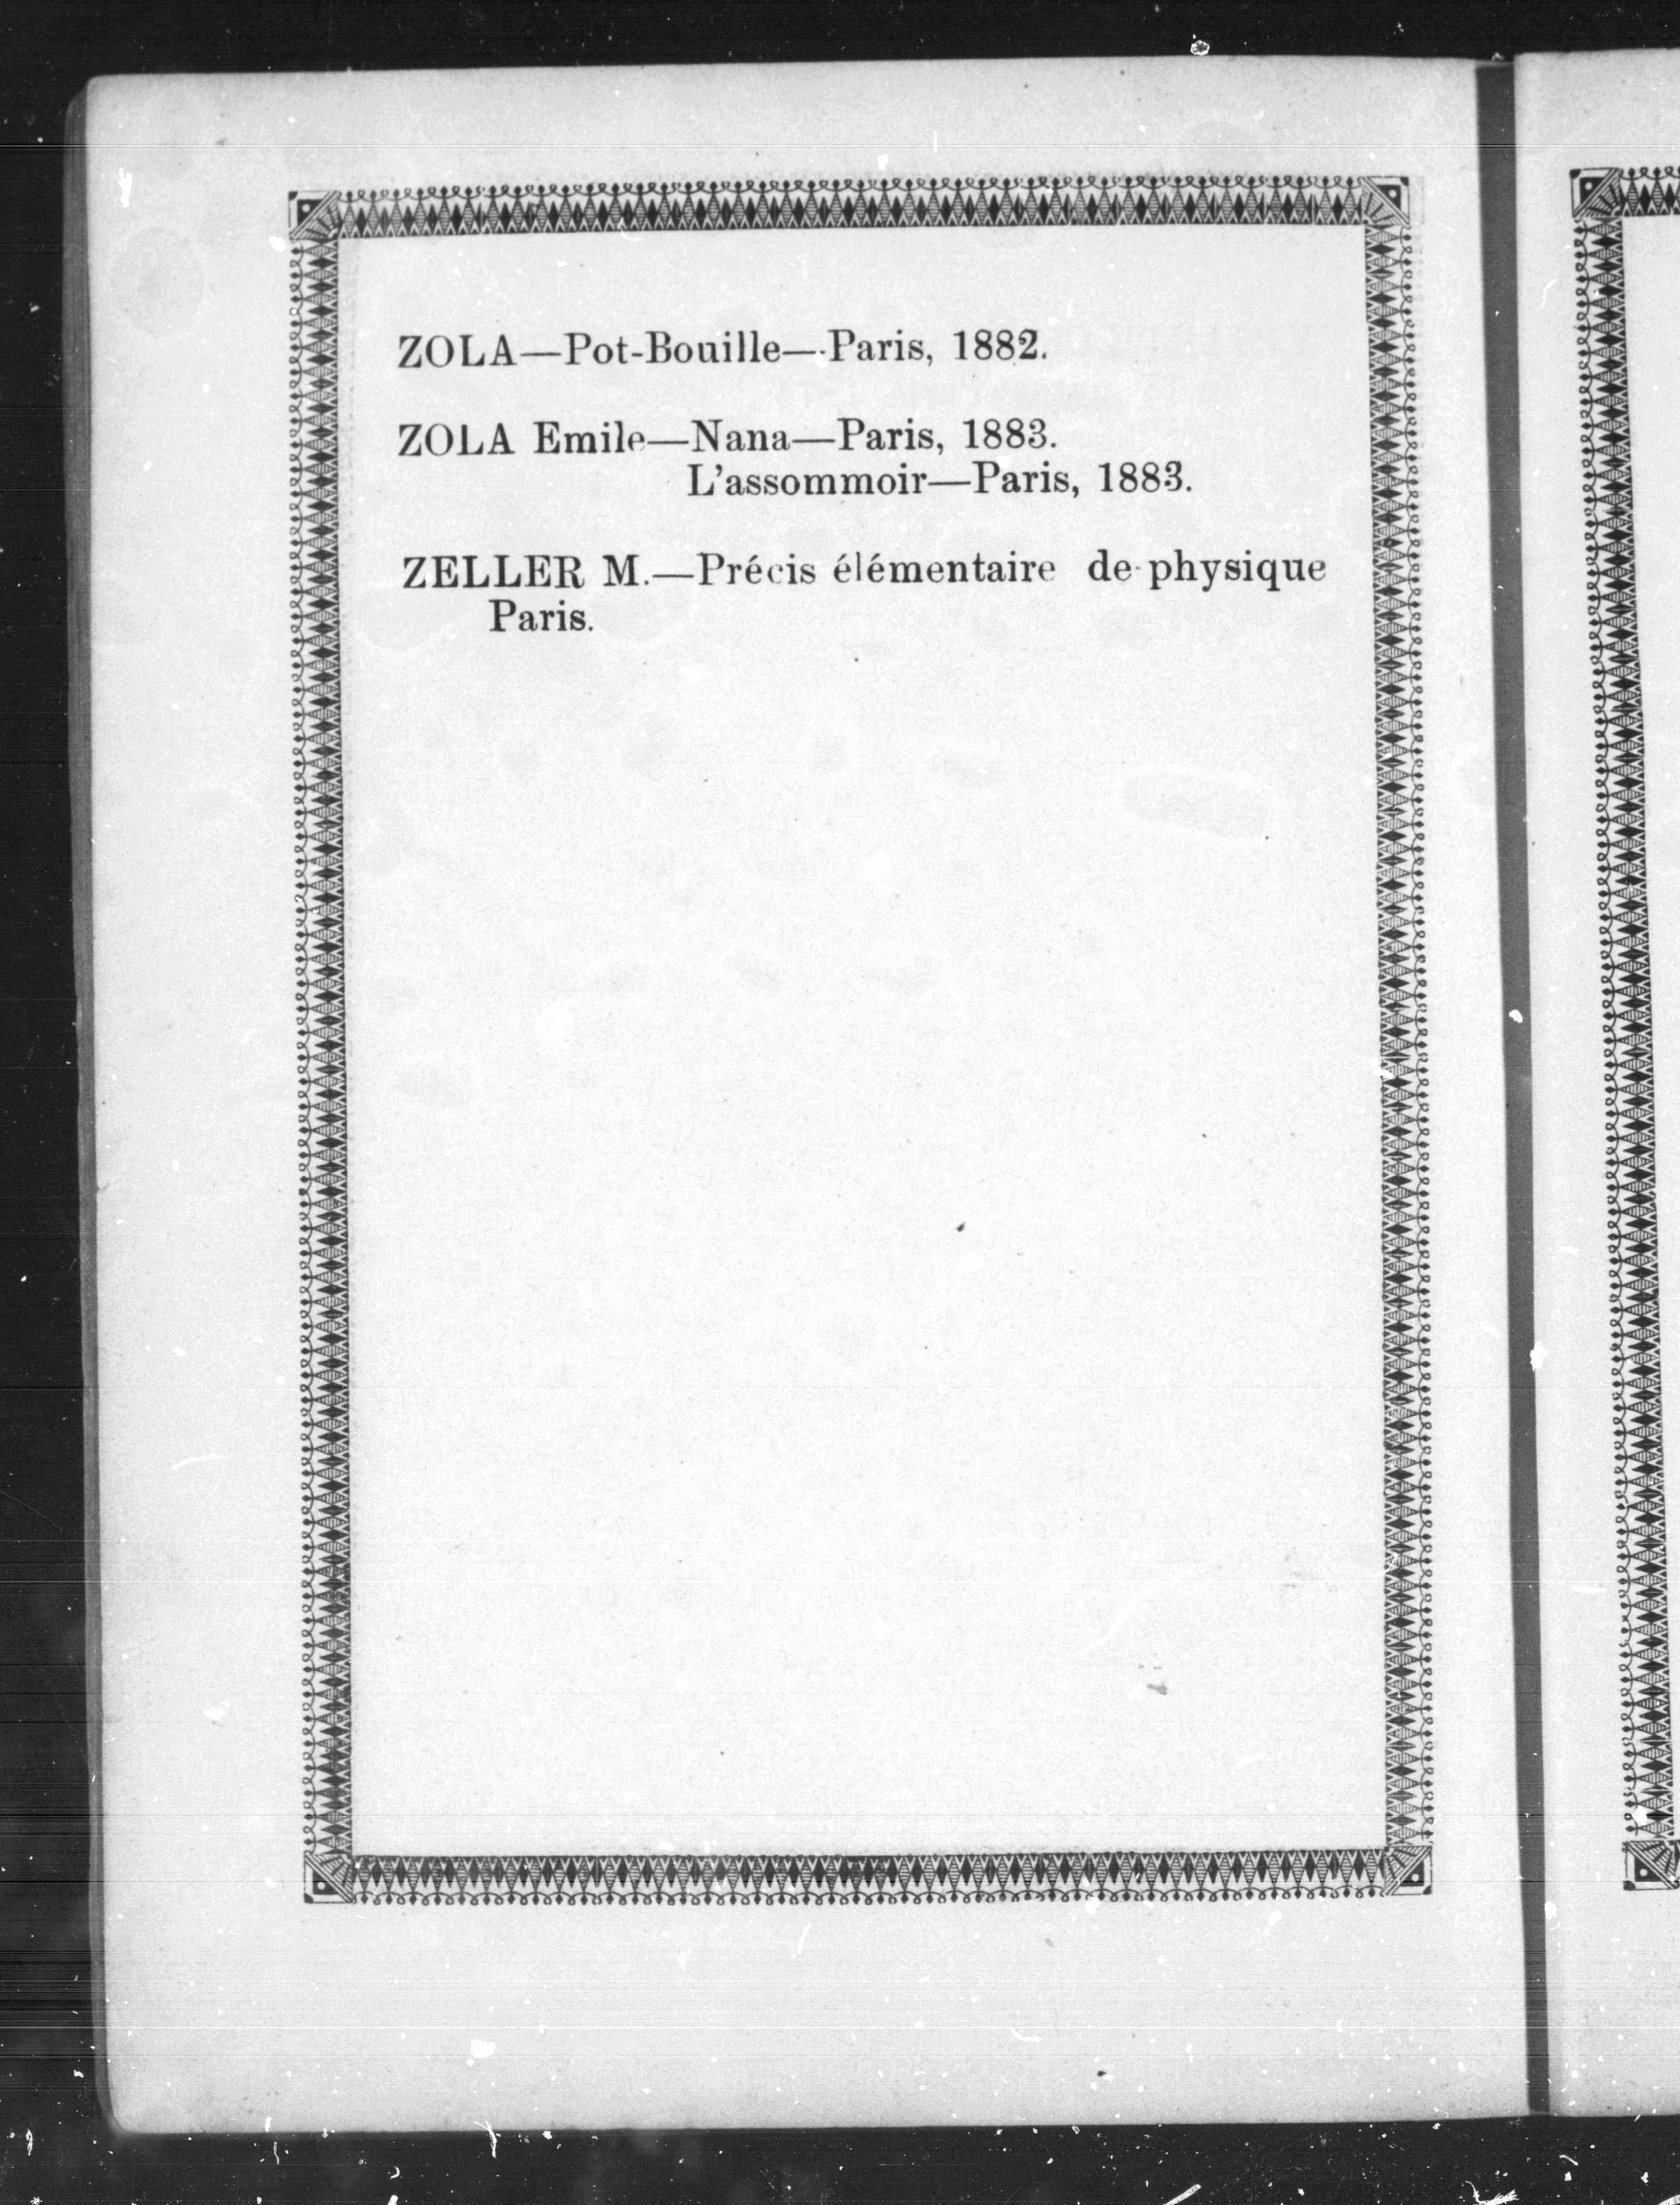 ZOLA—Pot-Bouille—Paris, 1882.
ZOLA Emile—Nana—Paris, 1883.
L'assommoir—Paris, 1883.
ZELLER M.—Précis élémentaire de physique
Paris.